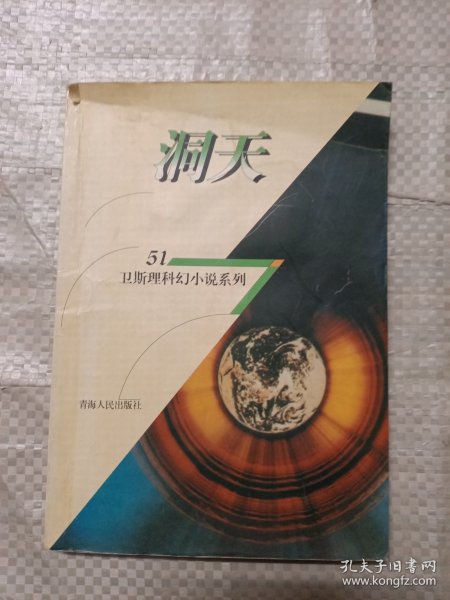 洞天
51
卫斯理科幻小说系列
青海人民出版社
孔夫子旧书网
www.kongfz.com